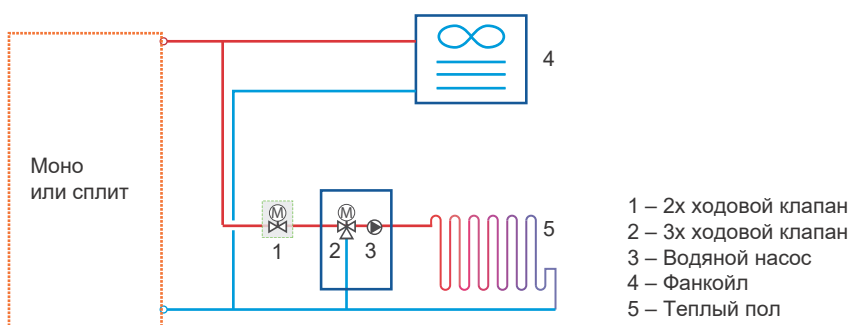 4
Моно
или сплит
M
M
1
2
3
5
1 – 2х ходовой клапан
2 – 3х ходовой клапан
3 – Водяной насос
4 – Фанкойл
5 – Теплый пол